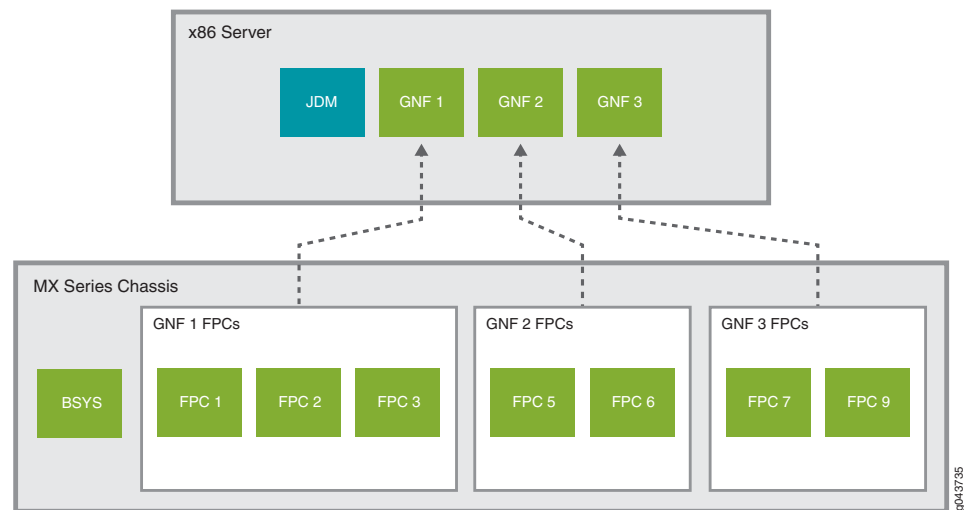 x86 Server
JDM GNF 1 GNF 2 GNF 3
MX Series Chassis
GNF 1 FPCs GNF 2 FPCs GNF 3 FPCs
BSYS FPC 1 FPC 2 FPC 3 FPC 5 FPC 6 FPC 7 FPC 9
g043735